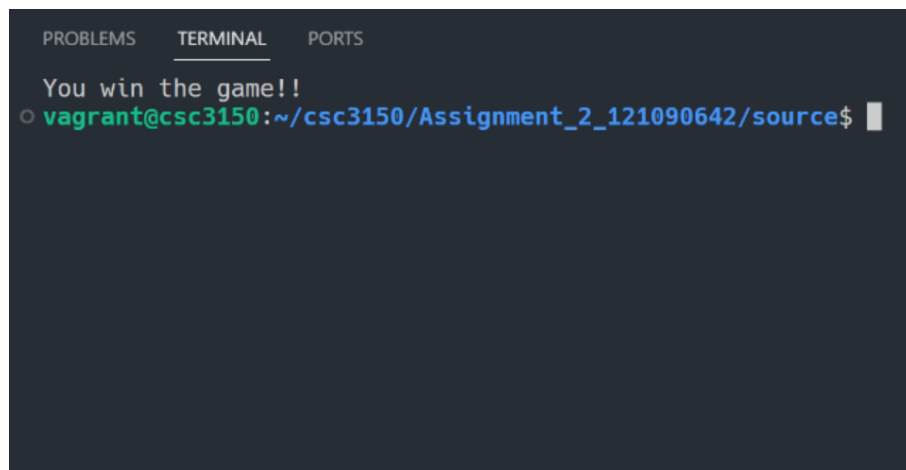 PROBLEMS TERMINAL PORTS
You win the game!!
vagrant@csc3150:~/csc3150/Assignment_2_121090642/source$